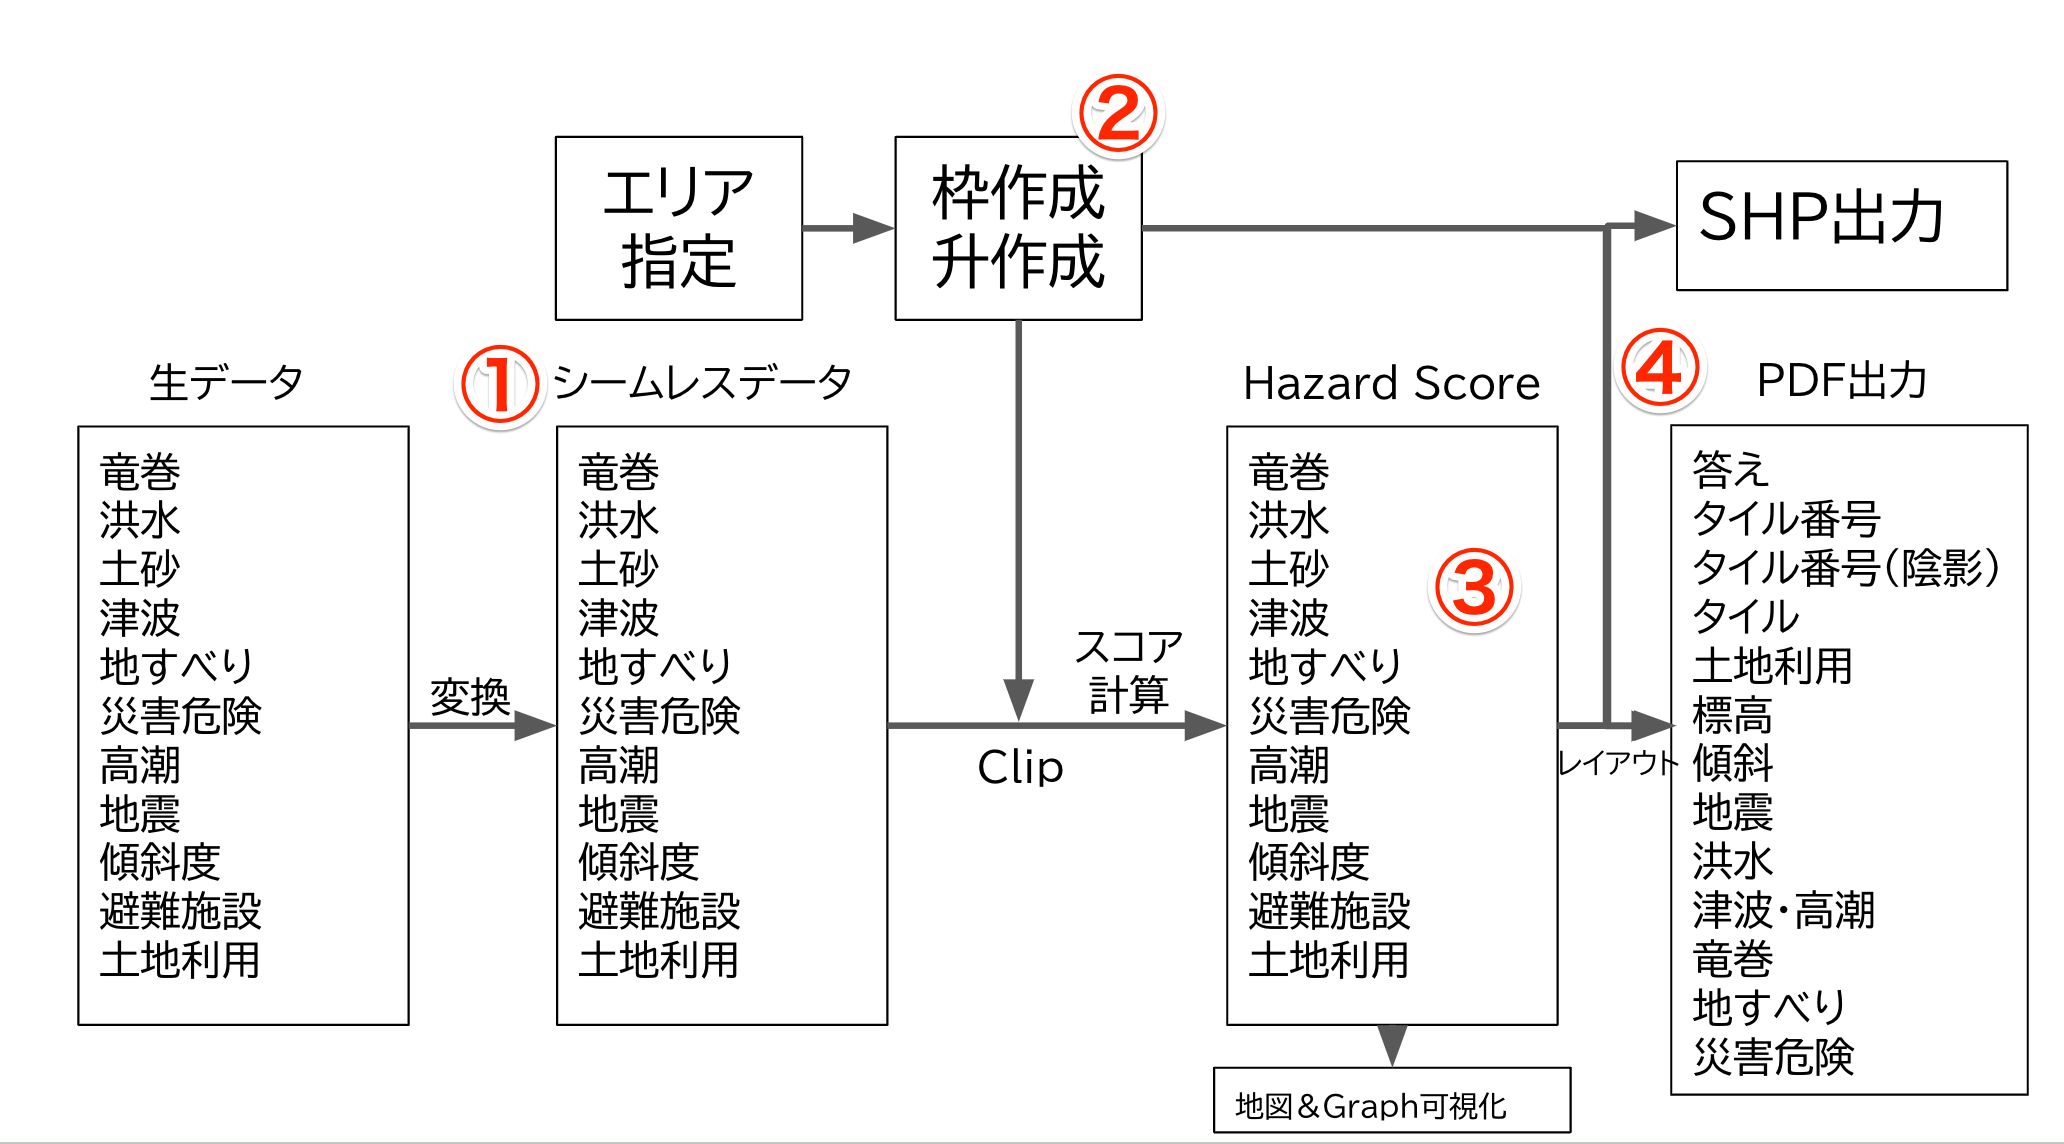 ②
エリア
指定
枠作成
升作成
SHP出力
生データ
①
シームレスデータ
Hazard Score
④
PDF出力
竜巻
洪水
土砂
津波
地すべり
災害危険
高潮
地震
傾斜度
避難施設
土地利用
変換
竜巻
洪水
土砂
津波
地すべり
災害危険
高潮
地震
傾斜度
避難施設
土地利用
スコア
計算
Clip
竜巻
洪水
土砂
津波
地すべり
災害危険
高潮
地震
傾斜度
避難施設
土地利用
③
レイアウト
答え
タイル番号
タイル番号(陰影)
タイル
土地利用
標高
傾斜
地震
洪水
津波・高潮
竜巻
地すべり
災害危険
地図&Graph可視化